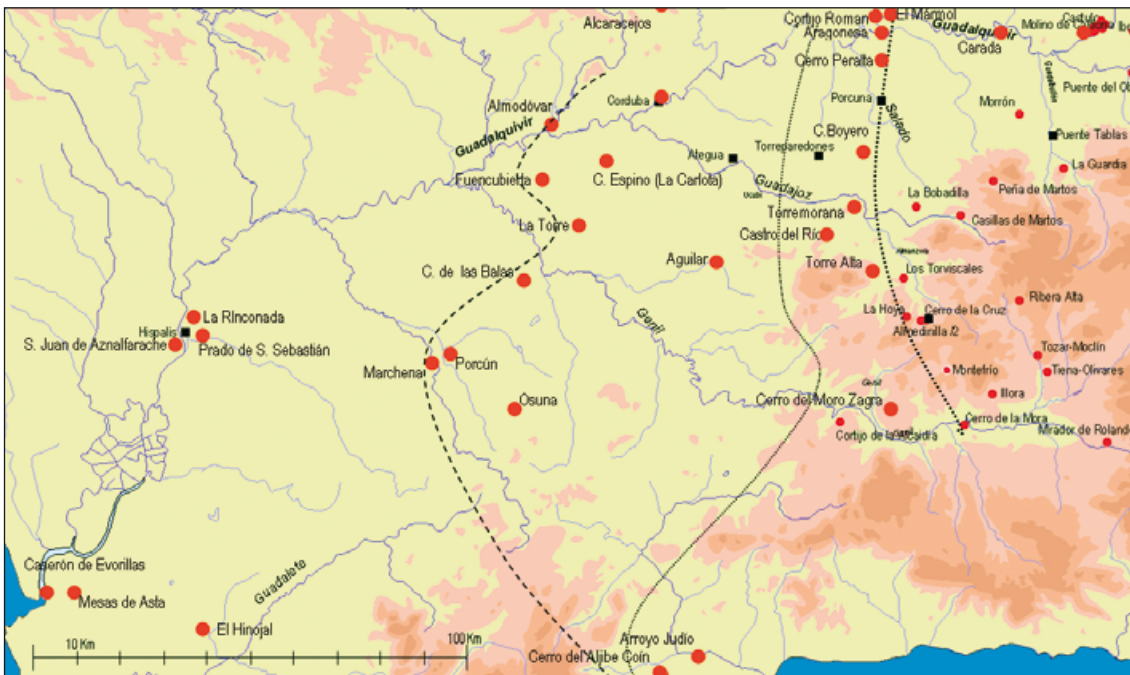 Alcaracejos
Cortijo Roman
El Mármol
Aragonesa
Guadalquivir
Carada
Molino de
Castulo
Cerro Peralta
Puente del Ob
Corduba
Porcuna
Salado
Morrón
Almodóvar
Guadalquivir
C.Boyero
Puente Tablas
Ategua
Torreparedones
C. Espino (La Carlota)
La Guardia
Fuencubierta
Guadajoz
Peña de Martos
La Bobadilla
Torremorana
Casillas de Martos
La Torre
Castro del Río
Aguilar
Torre Alta
Los Torviscales
C. de las Balas
Genil
Ribera Alta
La Hoya
Cerro de la Cruz
La RInconada
Hispalis
S. Juan de Aznalfarache
Prado de S. Sebastián
Tozar-Moclín
Porcún
Marchena
Montefrío
Tiena-Olivares
Genil
Illora
Osuna
Cerro del Moro Zagra
Cerro de la Mora
Cortijo de la Alcaidía
Genil
Mirador de Rolando
Caserón de Evorillas
Guadalete
Mesas de Asta
El Hinojal
10 Km
100 Km
Arroyo Judío
Cerro del Aljibe Coín